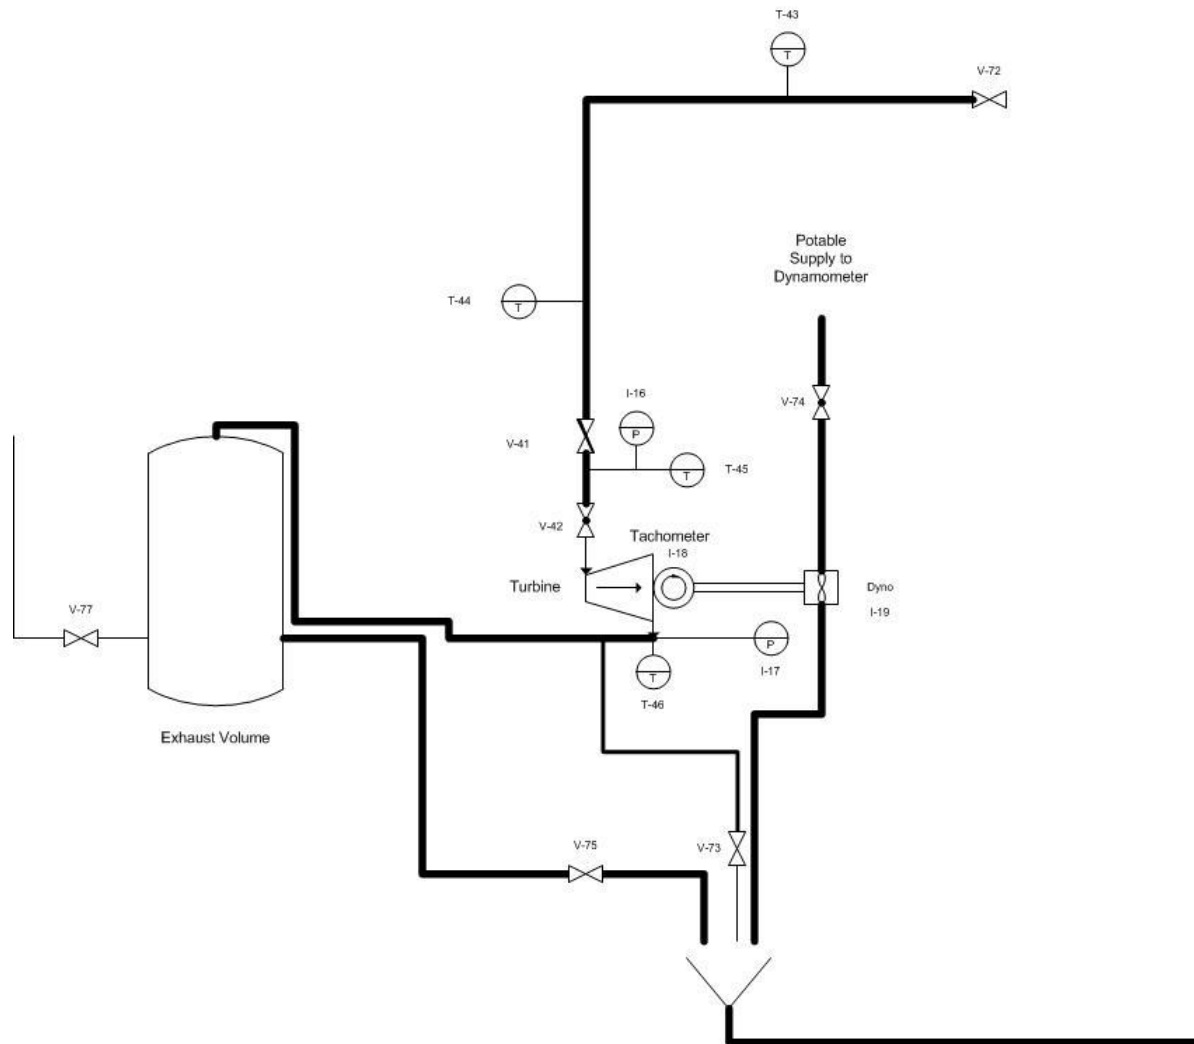 T-43
T
V-72
Potable
Supply to
Dynamometer
T-44
T
I-16
P
V-74
V-41
T
T-45
V-42
Tachometer
I-18
Turbine
Dyno
I-19
V-77
P
I-17
T
T-46
Exhaust Volume
V-75
V-73